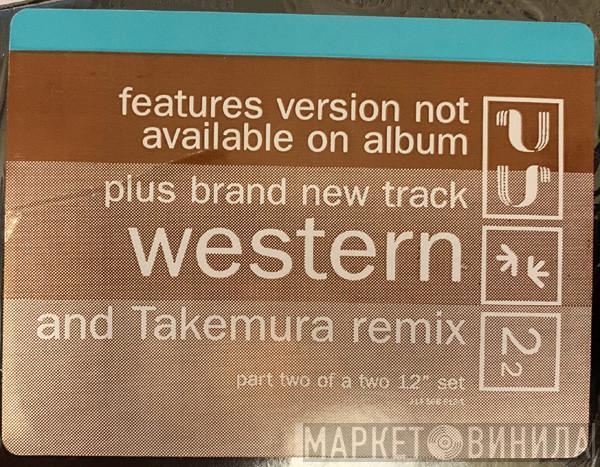 features version not
available on album
plus brand new track
western
and Takemura remix
part two of a two 12" set
22
МАРКЕТ ВИНИЛА